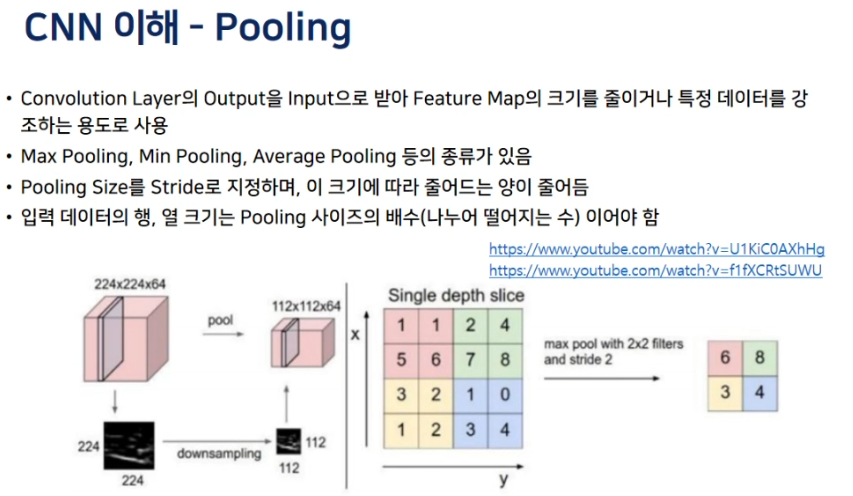 CNN 이해 - Pooling
• Convolution Layer의 Output을 Input으로 받아 Feature Map의 크기를 줄이거나 특정 데이터를 강
조하는 용도로 사용
• Max Pooling, Min Pooling, Average Pooling 등의 종류가 있음
• Pooling Size를 Stride로 지정하며, 이 크기에 따라 줄어드는 양이 줄어듬
• 입력 데이터의 행, 열 크기는 Pooling 사이즈의 배수(나누어 떨어지는 수) 이어야 함
https://www.youtube.com/watch?v=U1KiC0AXhHg
https://www.youtube.com/watch?v=f1fXCRtSUWU
224x224x64
pool
112x112x64
224
224
downsampling
112
112
Single depth slice
x
1 1 2 4
5 6 7 8
3 2 1 0
1 2 3 4
y
max pool with 2x2 filters
and stride 2
6 8
3 4